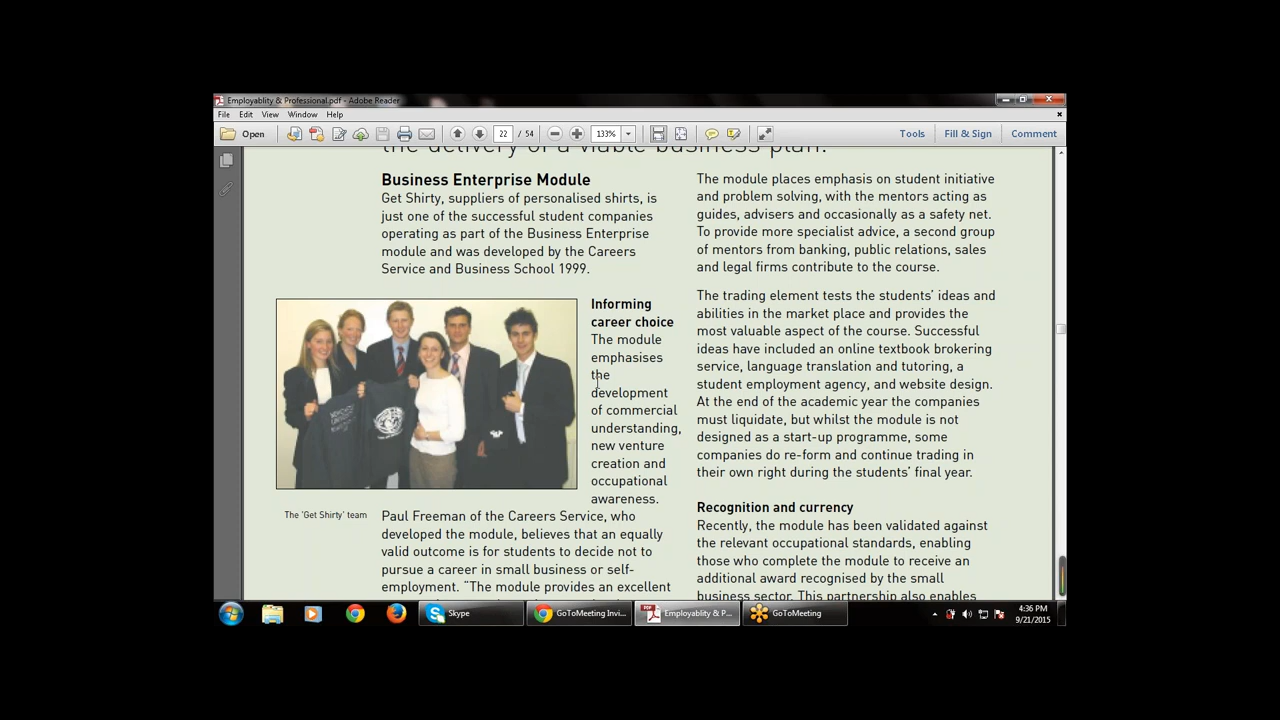 Employablity & Professional.pdf - Adobe Reader
File Edit View Window Help
Open 22 / 54 133% Tools Fill & Sign Comment
the delivery of a viable business plan.
Business Enterprise Module
Get Shirty, suppliers of personalised shirts, is
just one of the successful student companies
operating as part of the Business Enterprise
module and was developed by the Careers
Service and Business School 1999.
Informing
career choice
The module
emphasises
the
development
of commercial
understanding,
new venture
creation and
occupational
awareness.
The 'Get Shirty' team
Paul Freeman of the Careers Service, who
developed the module, believes that an equally
valid outcome is for students to decide not to
pursue a career in small business or self-
employment. “The module provides an excellent
The module places emphasis on student initiative
and problem solving, with the mentors acting as
guides, advisers and occasionally as a safety net.
To provide more specialist advice, a second group
of mentors from banking, public relations, sales
and legal firms contribute to the course.
The trading element tests the students’ ideas and
abilities in the market place and provides the
most valuable aspect of the course. Successful
ideas have included an online textbook brokering
service, language translation and tutoring, a
student employment agency, and website design.
At the end of the academic year the companies
must liquidate, but whilst the module is not
designed as a start-up programme, some
companies do re-form and continue trading in
their own right during the students’ final year.
Recognition and currency
Recently, the module has been validated against
the relevant occupational standards, enabling
those who complete the module to receive an
additional award recognised by the small
business sector. This partnership also enables
Skype GoToMeeting Invi... Employablity & P... GoToMeeting
4:36 PM
9/21/2015